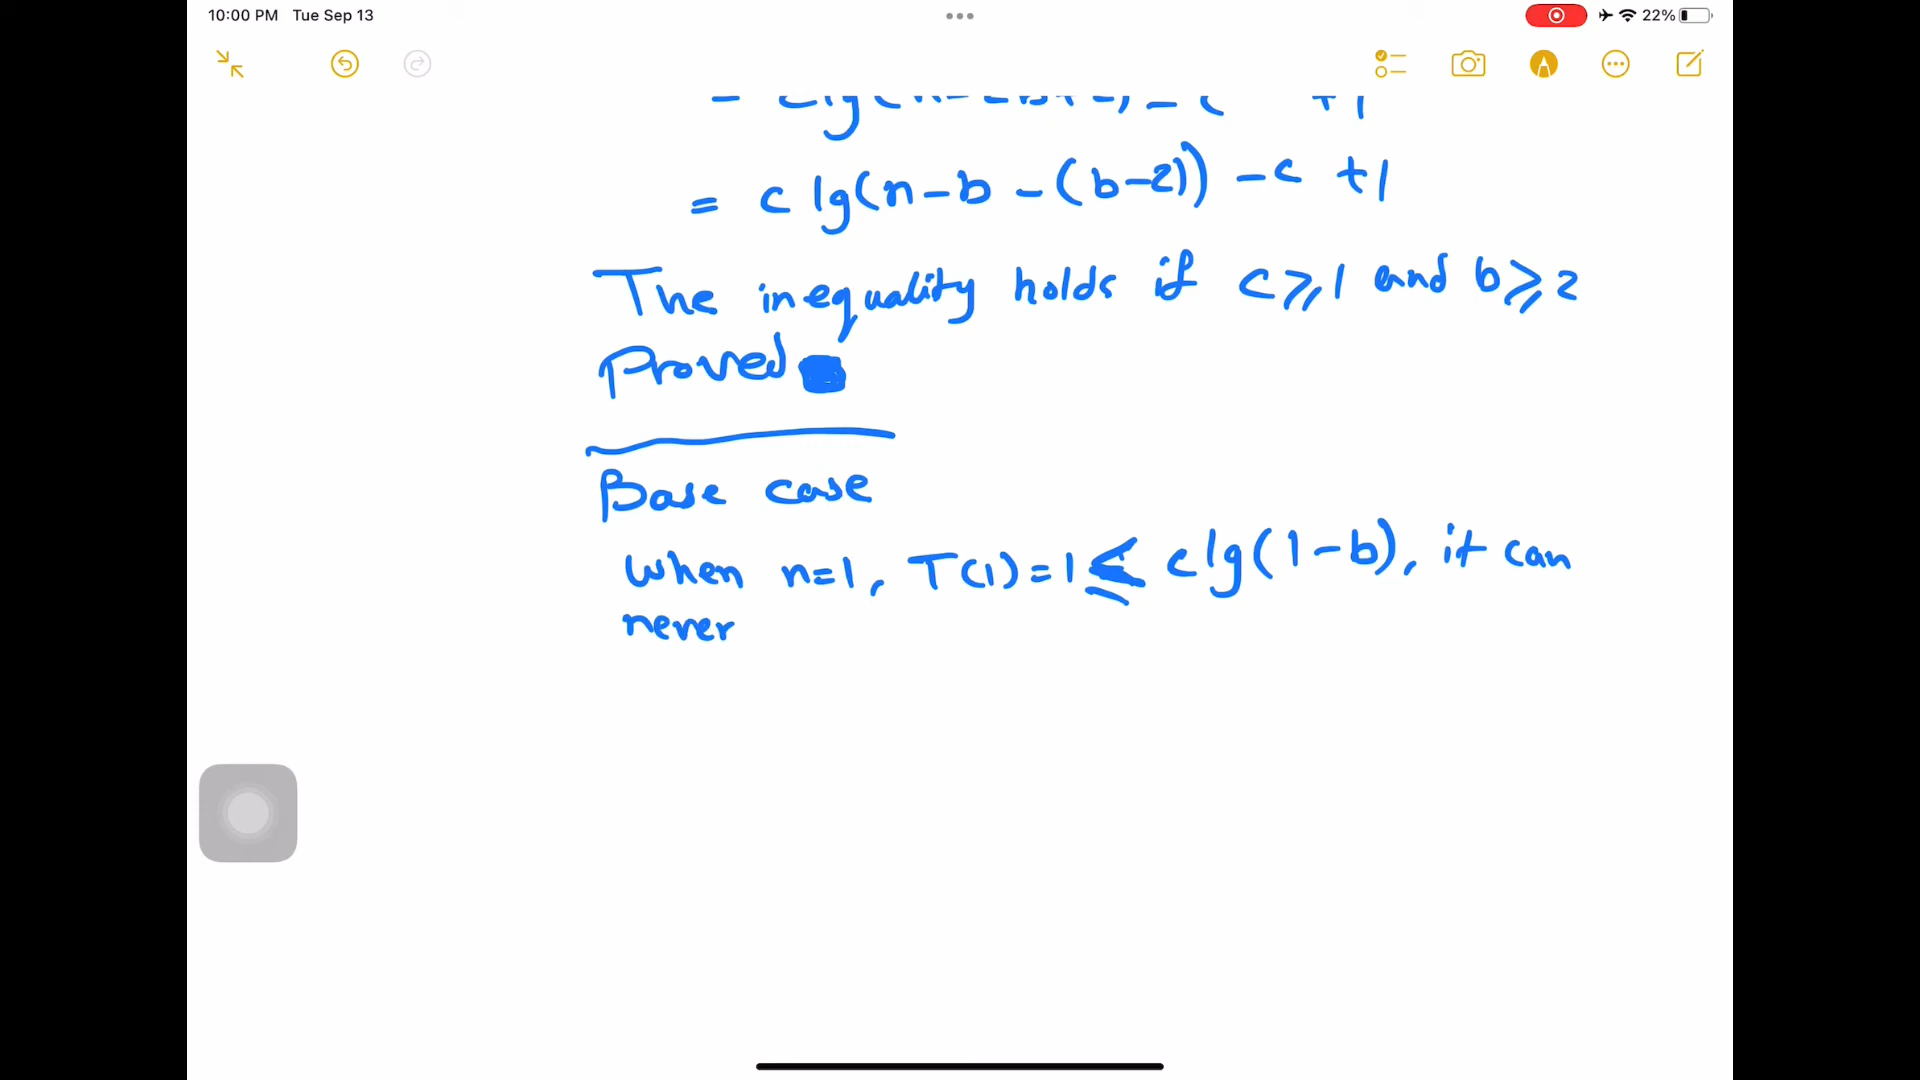 10:00 PM Tue Sep 13
22%
= c lg(n-b-(b-2)) -c +1
The inequality holds if c⩾1 and b⩾2
Proved
Base case
when n=1, T(1)=1 ≤ c lg(1-b), it can
never